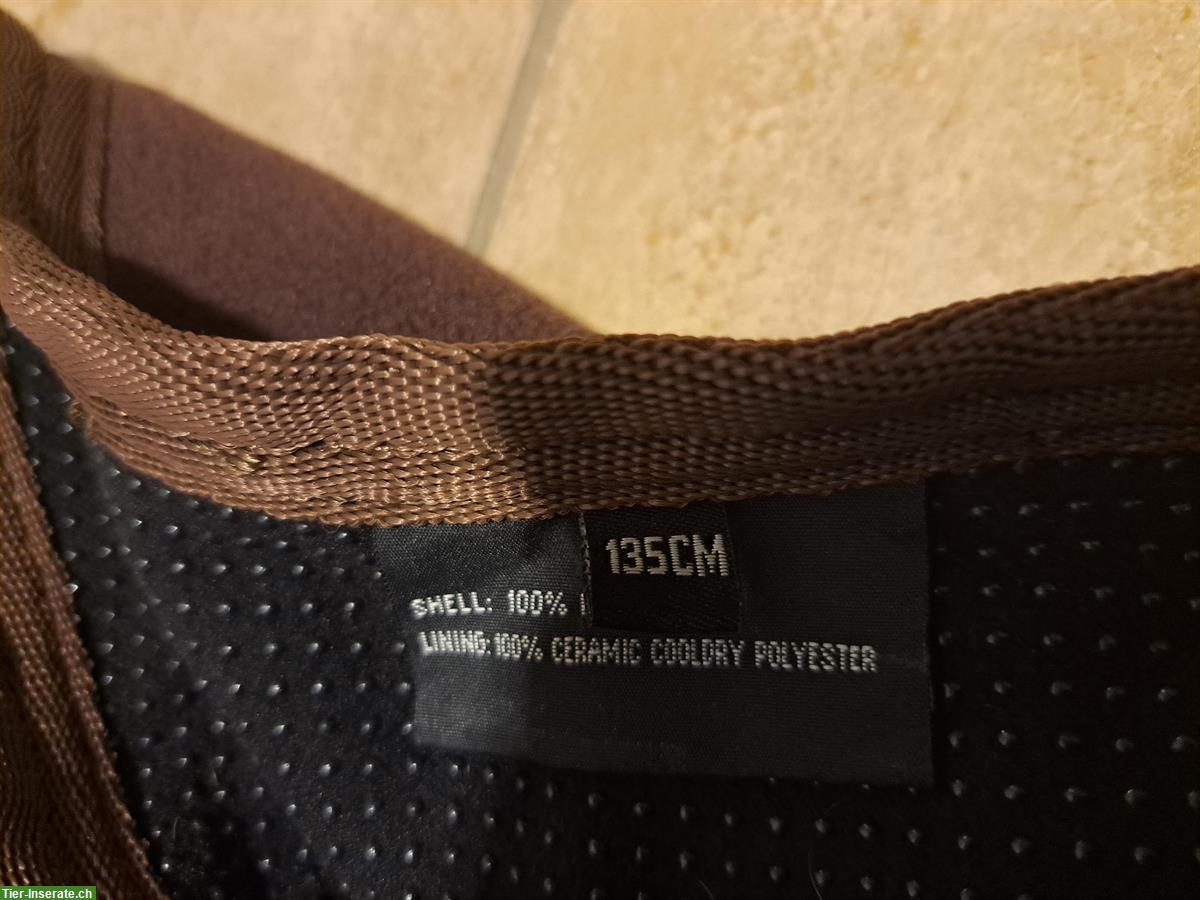 135CM
SHELL: 100%
LINING:100% CERAMIC COOLDRY POLYESTER
Tier-Inserate.ch